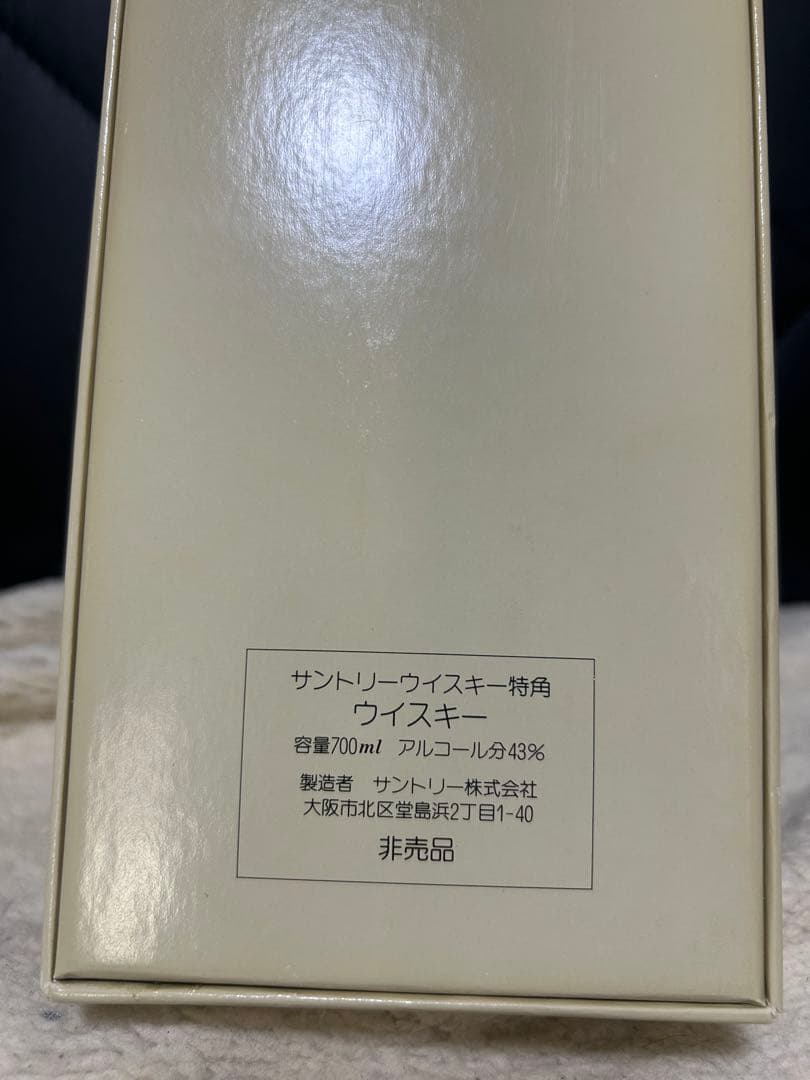 サントリーウイスキー特角
ウイスキー
容量700ml アルコール分43%
製造者 サントリー株式会社
大阪市北区堂島浜2丁目1-40
非売品